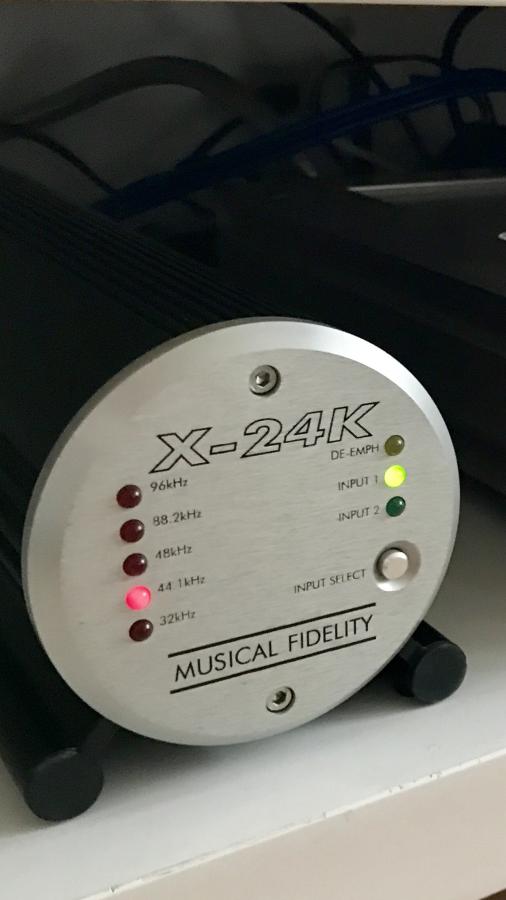 X-24K
DE-EMPH
96kHz
INPUT 1
88.2kHz
INPUT 2
48kHz
44.1kHz
INPUT SELECT
32kHz
MUSICAL FIDELITY